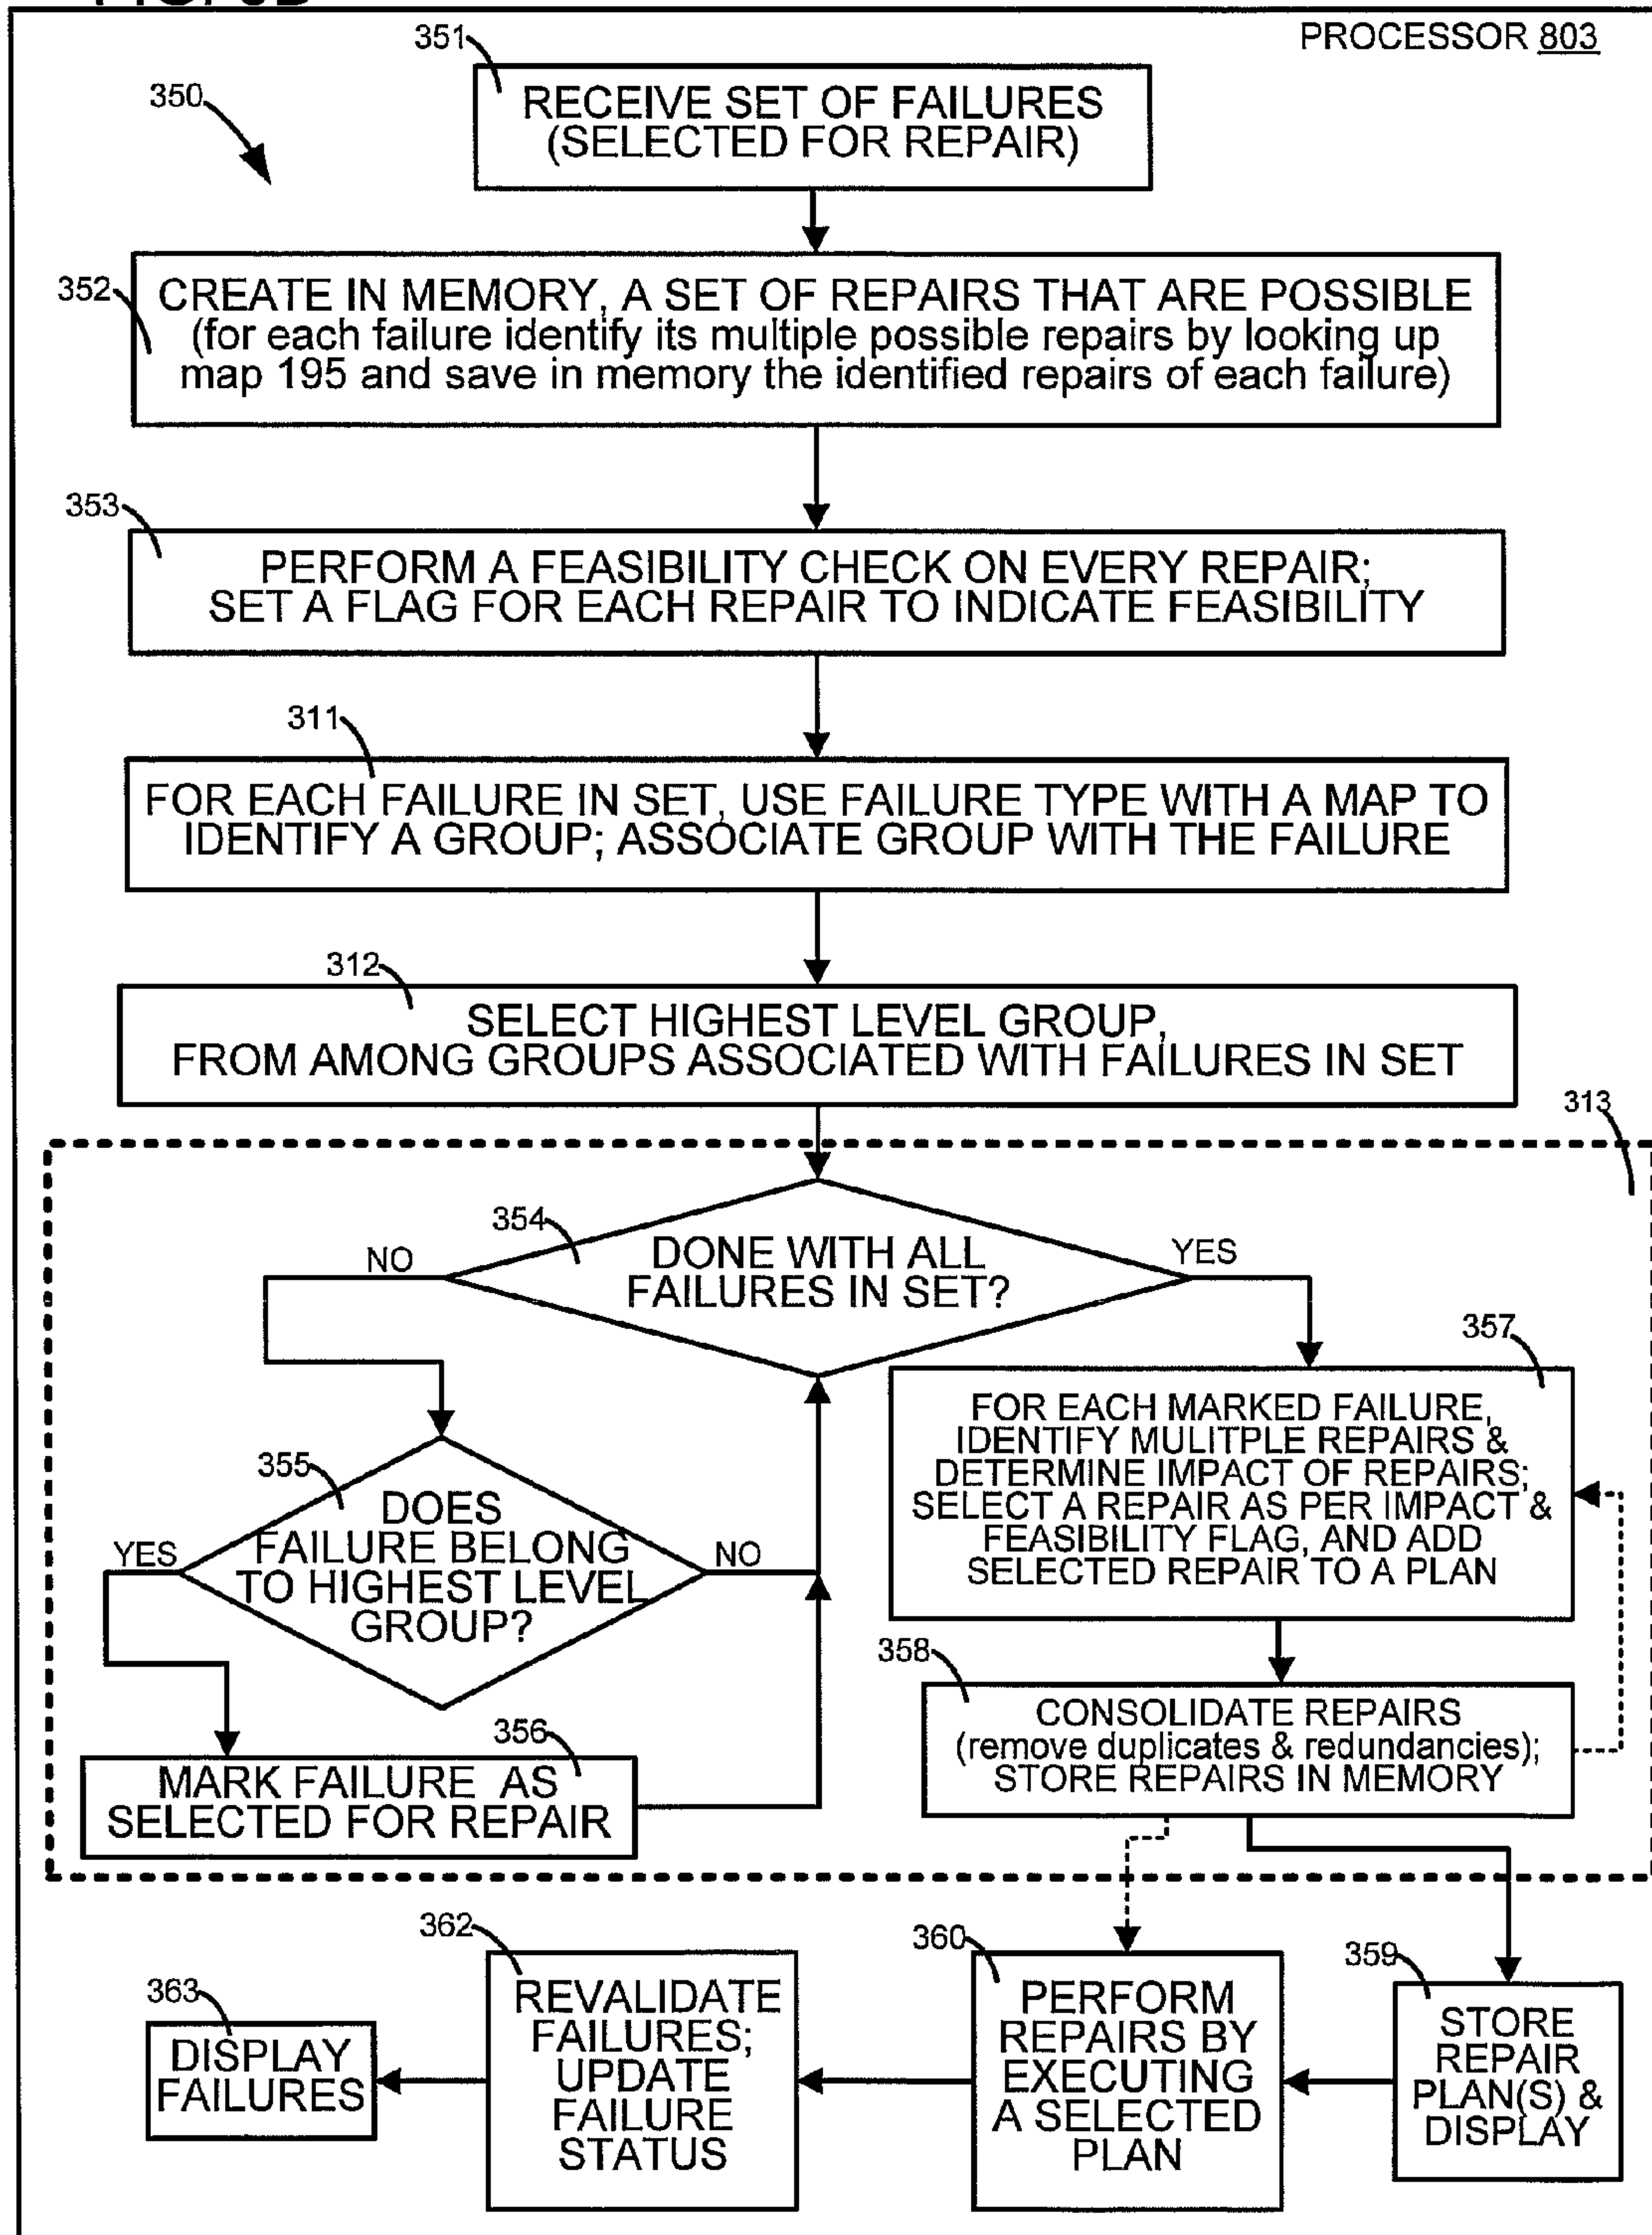 PROCESSOR 803
351
350
RECEIVE SET OF FAILURES
(SELECTED FOR REPAIR)
352
CREATE IN MEMORY, A SET OF REPAIRS THAT ARE POSSIBLE
(for each failure identify its multiple possible repairs by looking up
map 195 and save in memory the identified repairs of each failure)
353
PERFORM A FEASIBILITY CHECK ON EVERY REPAIR;
SET A FLAG FOR EACH REPAIR TO INDICATE FEASIBILITY
311
FOR EACH FAILURE IN SET, USE FAILURE TYPE WITH A MAP TO
IDENTIFY A GROUP; ASSOCIATE GROUP WITH THE FAILURE
312
SELECT HIGHEST LEVEL GROUP,
FROM AMONG GROUPS ASSOCIATED WITH FAILURES IN SET
313
354
NO
DONE WITH ALL
FAILURES IN SET?
YES
355
YES
DOES
FAILURE BELONG
TO HIGHEST LEVEL
GROUP?
NO
356
MARK FAILURE AS
SELECTED FOR REPAIR
357
FOR EACH MARKED FAILURE,
IDENTIFY MULITPLE REPAIRS &
DETERMINE IMPACT OF REPAIRS;
SELECT A REPAIR AS PER IMPACT &
FEASIBILITY FLAG, AND ADD
SELECTED REPAIR TO A PLAN
358
CONSOLIDATE REPAIRS
(remove duplicates & redundancies);
STORE REPAIRS IN MEMORY
359
STORE
REPAIR
PLAN(S) &
DISPLAY
360
PERFORM
REPAIRS BY
EXECUTING
A SELECTED
PLAN
362
REVALIDATE
FAILURES;
UPDATE
FAILURE
STATUS
363
DISPLAY
FAILURES